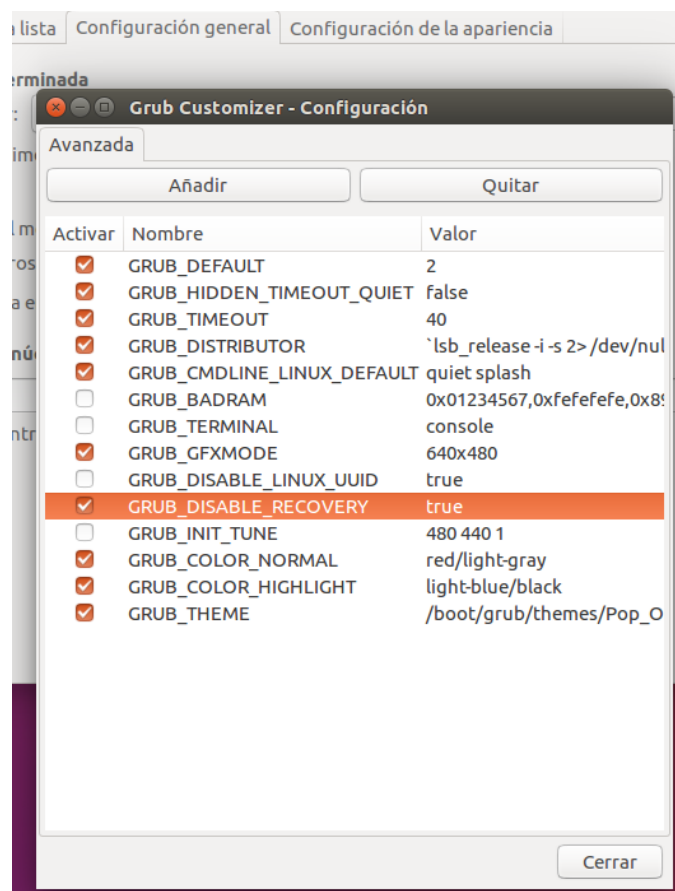 lista Configuración general Configuración de la apariencia
Grub Customizer - Configuración
Avanzada
Añadir Quitar
Activar Nombre Valor
GRUB_DEFAULT 2
GRUB_HIDDEN_TIMEOUT_QUIET false
GRUB_TIMEOUT 40
GRUB_DISTRIBUTOR `lsb_release -i -s 2> /dev/nul
GRUB_CMDLINE_LINUX_DEFAULT quiet splash
GRUB_BADRAM 0x01234567,0xfefefefe,0x89
GRUB_TERMINAL console
GRUB_GFXMODE 640x480
GRUB_DISABLE_LINUX_UUID true
GRUB_DISABLE_RECOVERY true
GRUB_INIT_TUNE 480 440 1
GRUB_COLOR_NORMAL red/light-gray
GRUB_COLOR_HIGHLIGHT light-blue/black
GRUB_THEME /boot/grub/themes/Pop_O
Cerrar